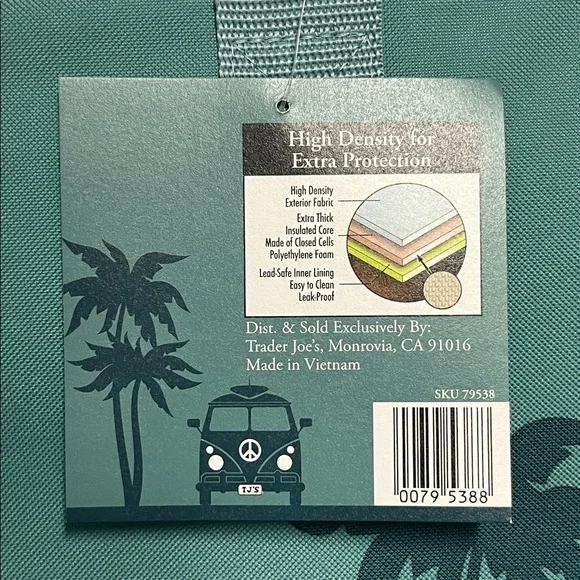 High Density for
Extra Protection
High Density
Exterior Fabric
Extra Thick
Insulated Core
Made of Closed Cells
Polyethylene Foam
Lead-Safe Inner Lining
Easy to Clean
Leak-Proof
Dist. & Sold Exclusively By:
Trader Joe's, Monrovia, CA 91016
Made in Vietnam
SKU 79538
0079 5388
TJ'S